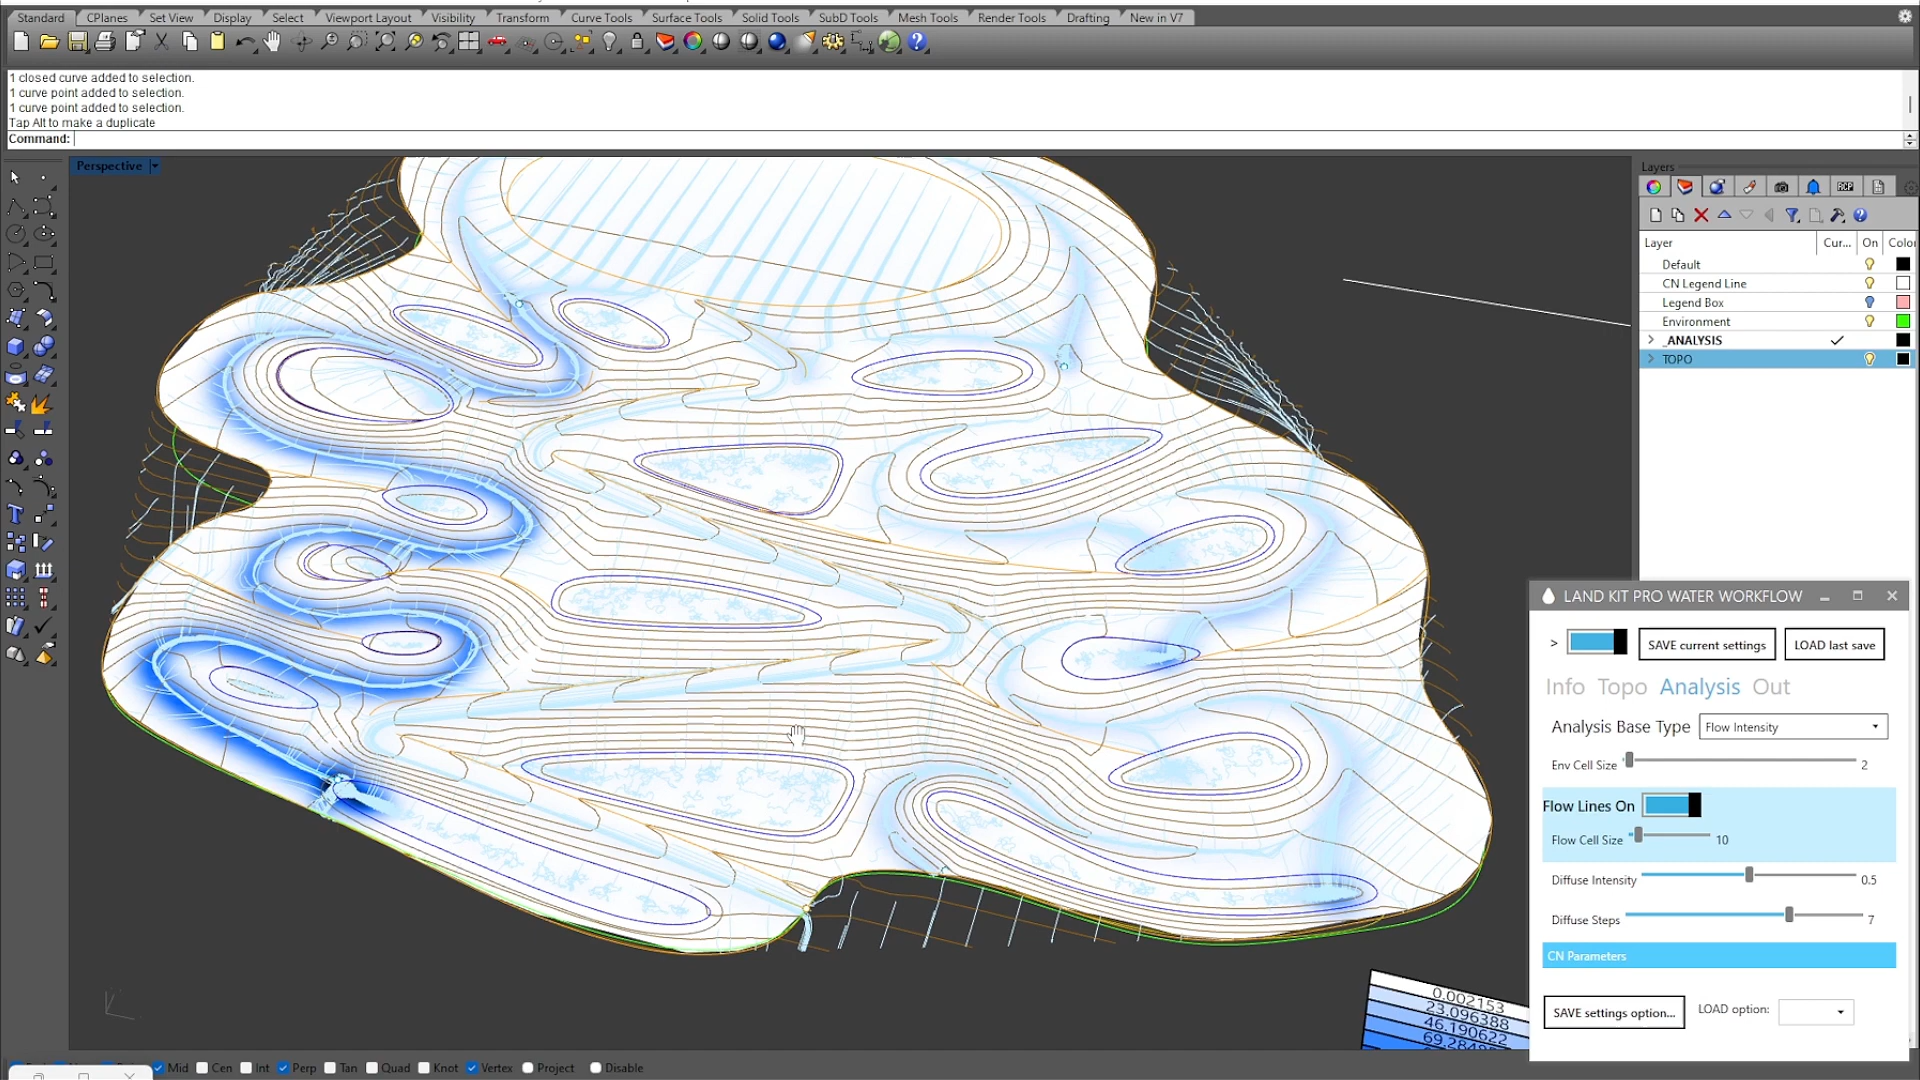 Standard CPlanes Set View Display Select Viewport Layout Visibility Transform Curve Tools Surface Tools Solid Tools SubD Tools Mesh Tools Render Tools Drafting New in V7
1 closed curve added to selection.
1 curve point added to selection.
1 curve point added to selection.
Tap Alt to make a duplicate
Command:
Perspective
Layers
Layer Cur... On Color
Default
CN Legend Line
Legend Box
Environment
_ANALYSIS
TOPO
LAND KIT PRO WATER WORKFLOW
> SAVE current settings LOAD last save
Info Topo Analysis Out
Analysis Base Type Flow Intensity
Env Cell Size 2
Flow Lines On
Flow Cell Size 10
Diffuse Intensity 0.5
Diffuse Steps 7
CN Parameters
SAVE settings option... LOAD option:
0.002153
23.096388
46.190622
Mid Cen Int Perp Tan Quad Knot Vertex Project Disable